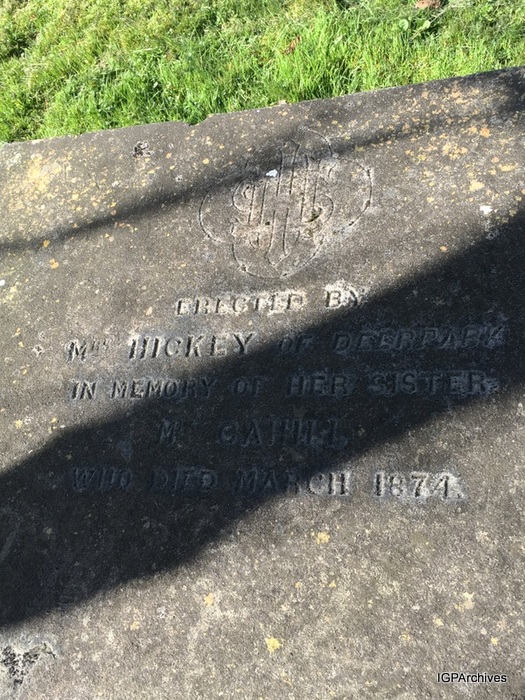 IHS
ERECTED BY
Mrs HICKEY OF DEERPARK
IN MEMORY OF HER SISTER
CAHILL
WHO DIED MARCH 1874.
IGPArchives